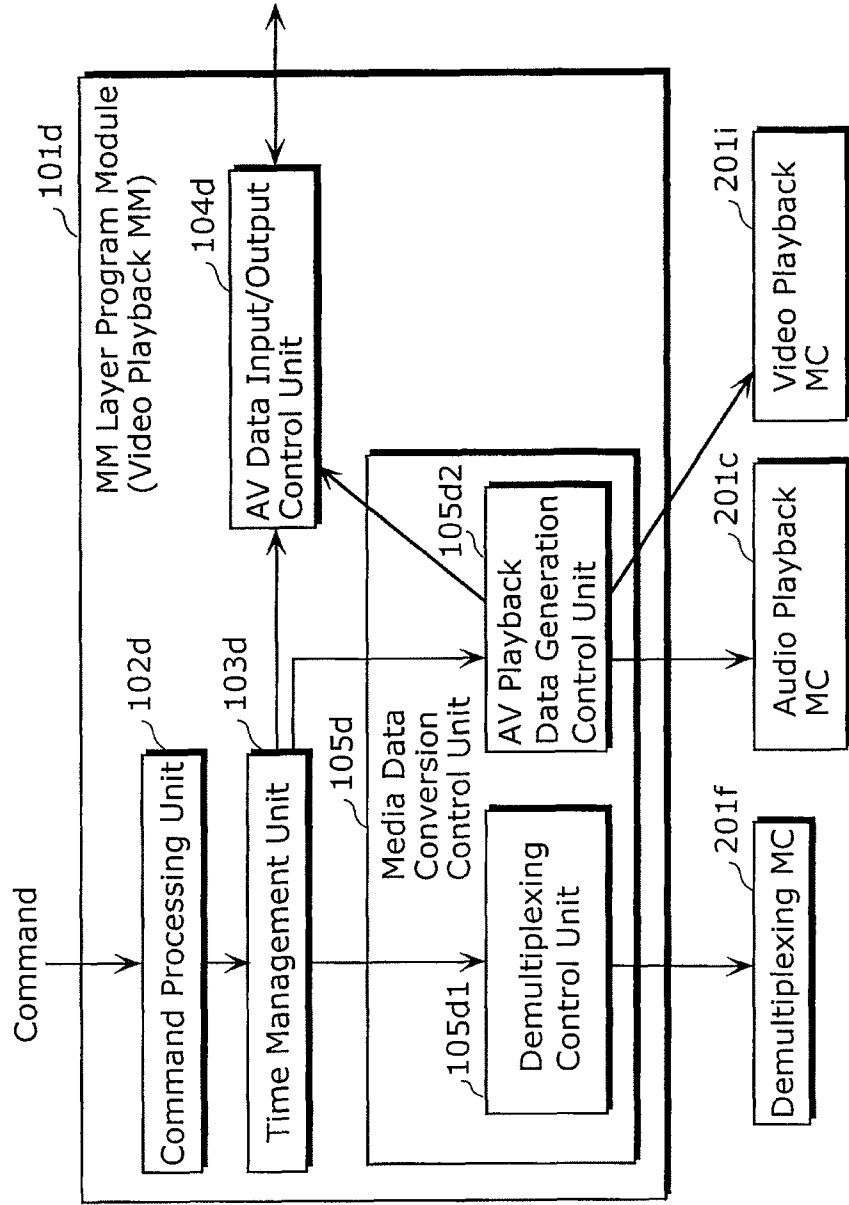 Command
101d
MM Layer Program Module
(Video Playback MM)
102d
Command Processing Unit
103d
Time Management Unit
104d
AV Data Input/Output
Control Unit
105d
Media Data
Conversion
Control Unit
105d1
Demultiplexing
Control Unit
105d2
AV Playback
Data Generation
Control Unit
201f
Demultiplexing MC
201c
Audio Playback
MC
201i
Video Playback
MC